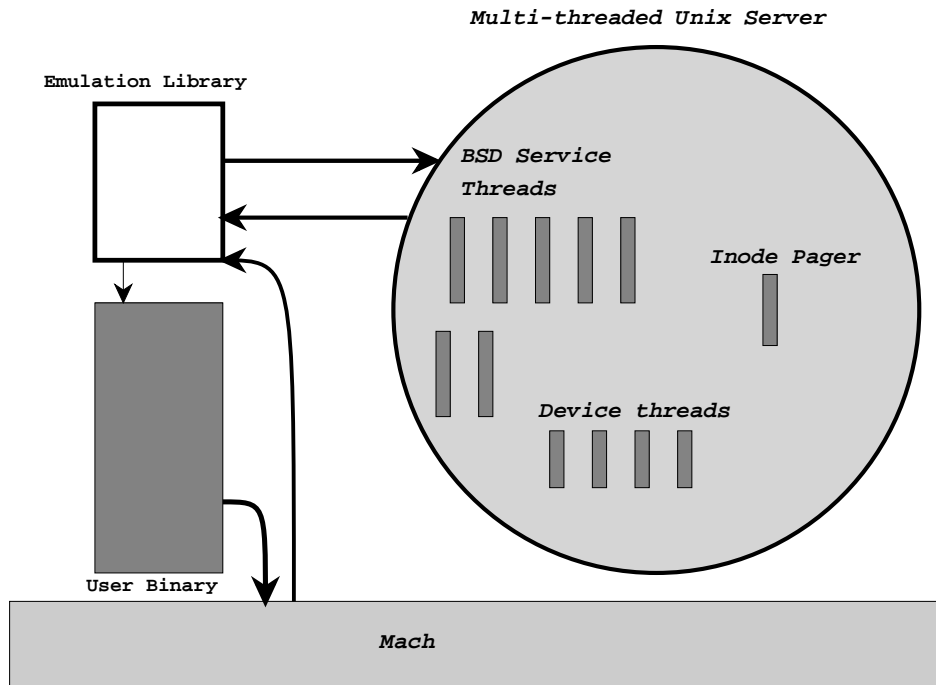 Multi-threaded Unix Server
Emulation Library
BSD Service
Threads
Inode Pager
Device threads
User Binary
Mach